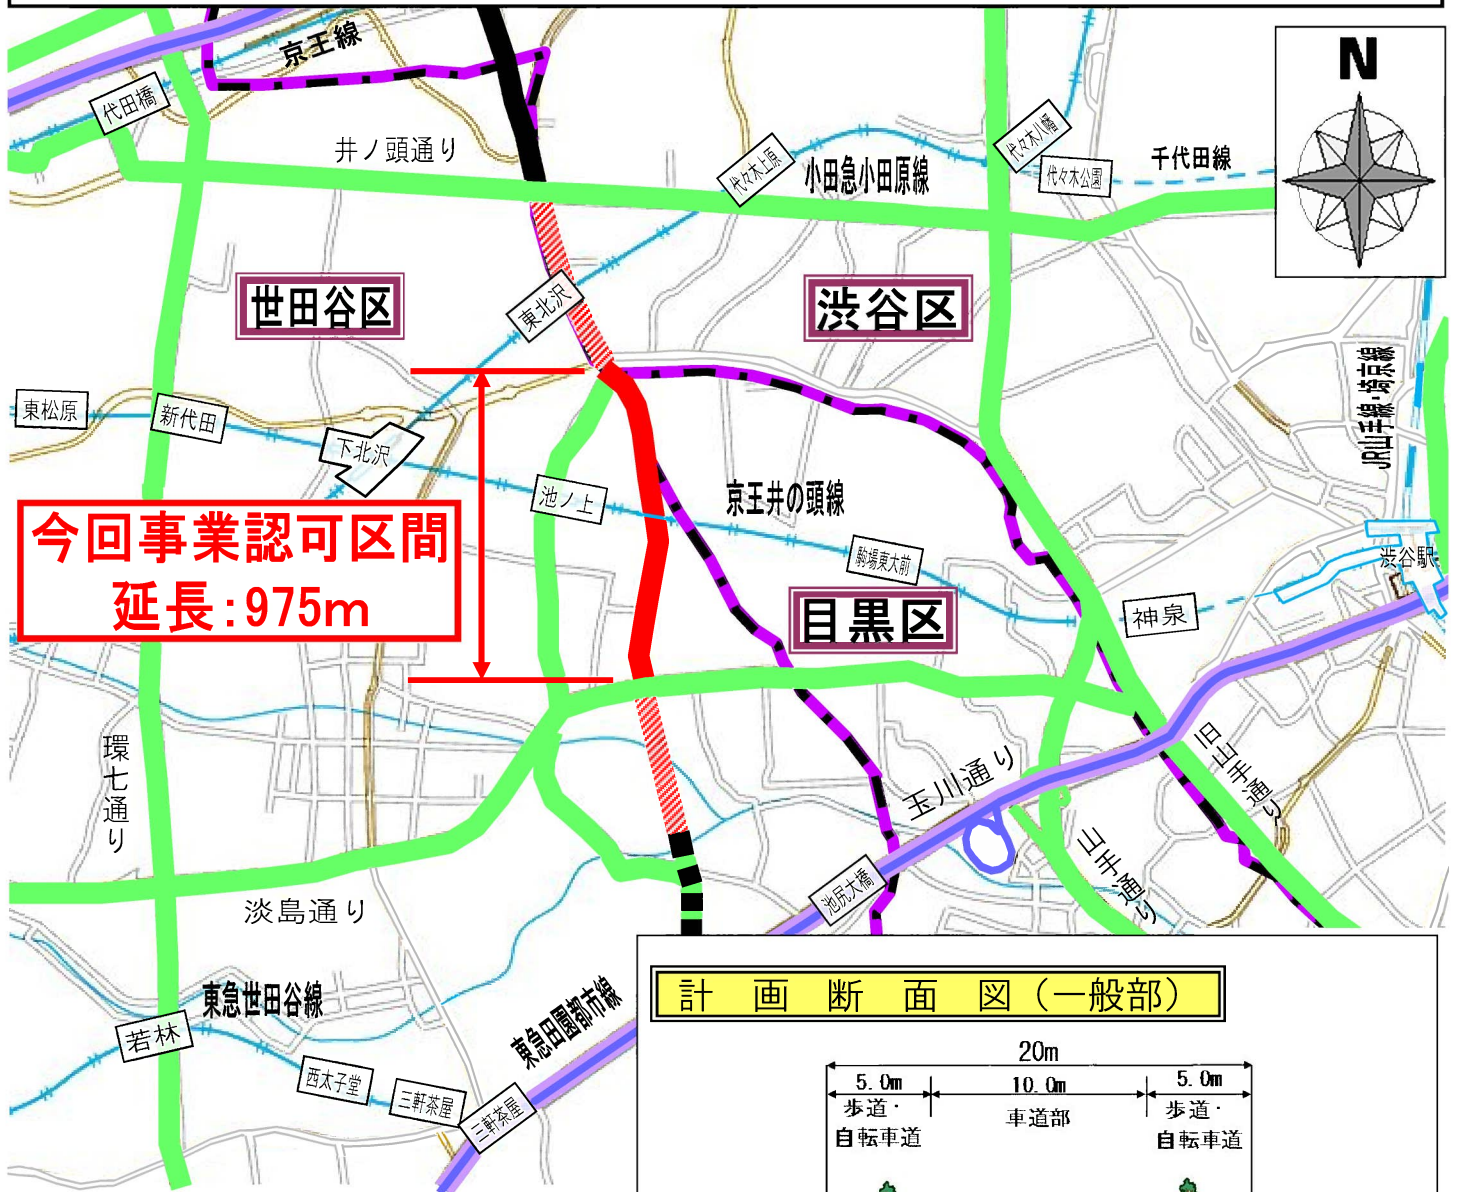 京王線
N
代田橋
井ノ頭通り
代々木上原
小田急小田原線
代々木八幡
代々木公園
千代田線
世田谷区
東北沢
渋谷区
JR山手線・埼京線
東松原
新代田
下北沢
池ノ上
京王井の頭線
駒場東大前
渋谷駅
今回事業認可区間
延長:975m
目黒区
神泉
環七通り
玉川通り
旧山手通り
山手通り
池尻大橋
淡島通り
東急世田谷線
東急田園都市線
若林
西太子堂
三軒茶屋
三軒茶屋
計画断面図(一般部)
20m
5.0m
10.0m
5.0m
歩道・
自転車道
車道部
歩道・
自転車道